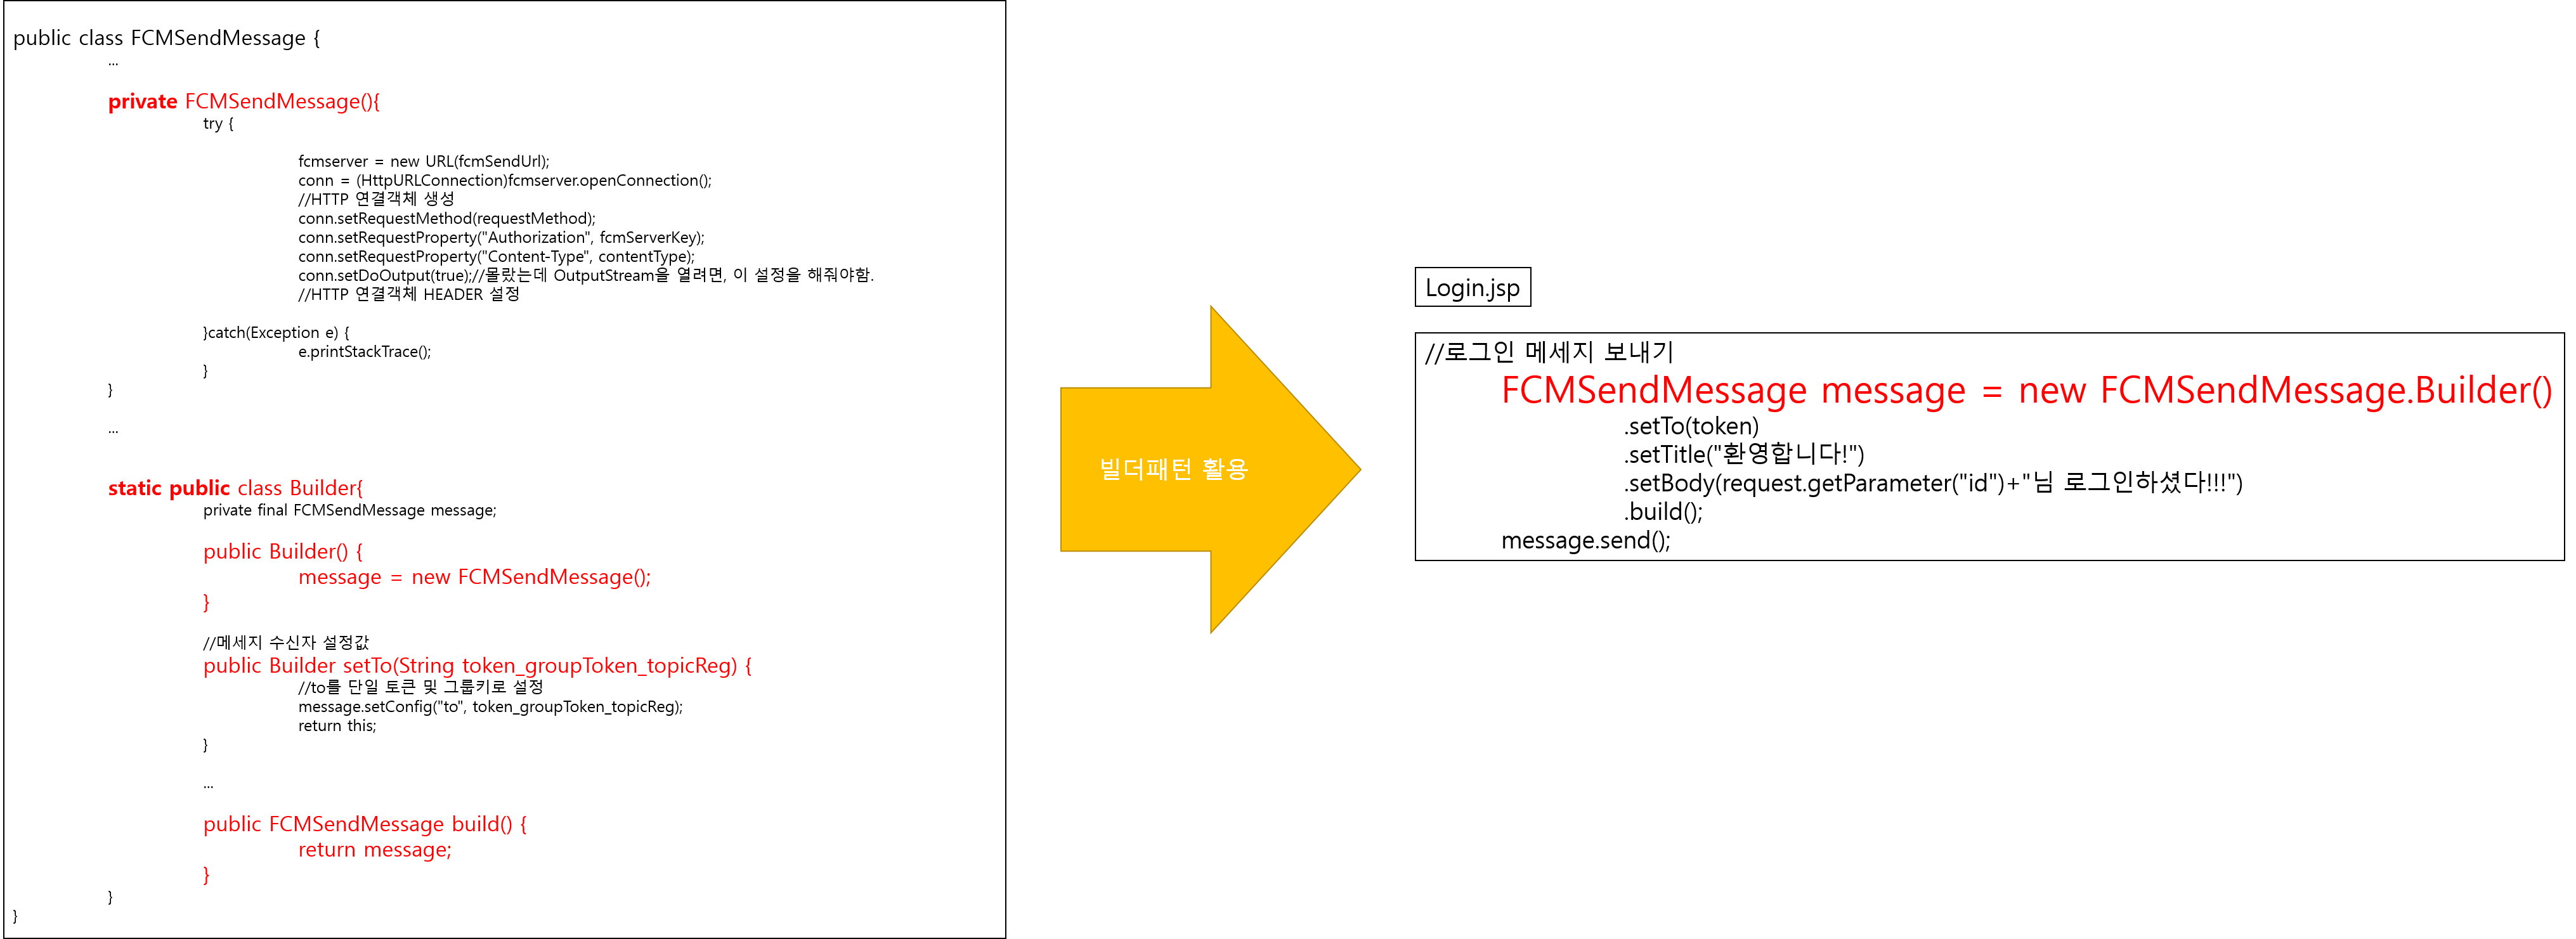 public class FCMSendMessage {
...
private FCMSendMessage(){
try {
fcmserver = new URL(fcmSendUrl);
conn = (HttpURLConnection)fcmserver.openConnection();
//HTTP 연결객체 생성
conn.setRequestMethod(requestMethod);
conn.setRequestProperty("Authorization", fcmServerKey);
conn.setRequestProperty("Content-Type", contentType);
conn.setDoOutput(true);//몰랐는데 OutputStream을 열려면, 이 설정을 해줘야함.
//HTTP 연결객체 HEADER 설정
}catch(Exception e) {
e.printStackTrace();
}
}
...
static public class Builder{
private final FCMSendMessage message;
public Builder() {
message = new FCMSendMessage();
}
//메세지 수신자 설정값
public Builder setTo(String token_groupToken_topicReg) {
//to를 단일 토큰 및 그룹키로 설정
message.setConfig("to", token_groupToken_topicReg);
return this;
}
...
public FCMSendMessage build() {
return message;
}
}
}
빌더패턴 활용
Login.jsp
//로그인 메세지 보내기
FCMSendMessage message = new FCMSendMessage.Builder()
.setTo(token)
.setTitle("환영합니다!")
.setBody(request.getParameter("id")+"님 로그인하셨다!!!")
.build();
message.send();